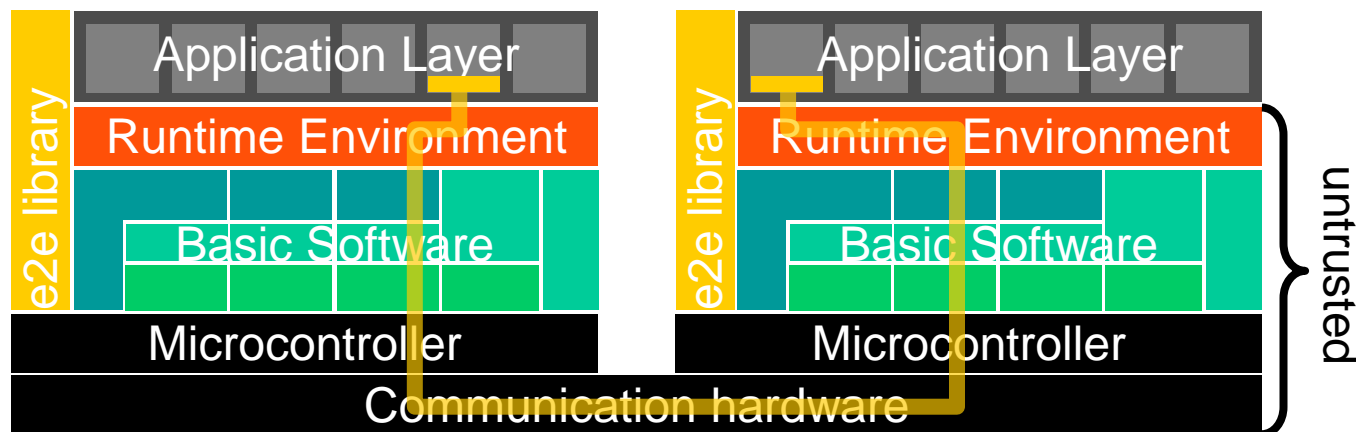 e2e library
Application Layer
Runtime Environment
Basic Software
Microcontroller
e2e library
Application Layer
Runtime Environment
Basic Software
Microcontroller
Communication hardware
untrusted